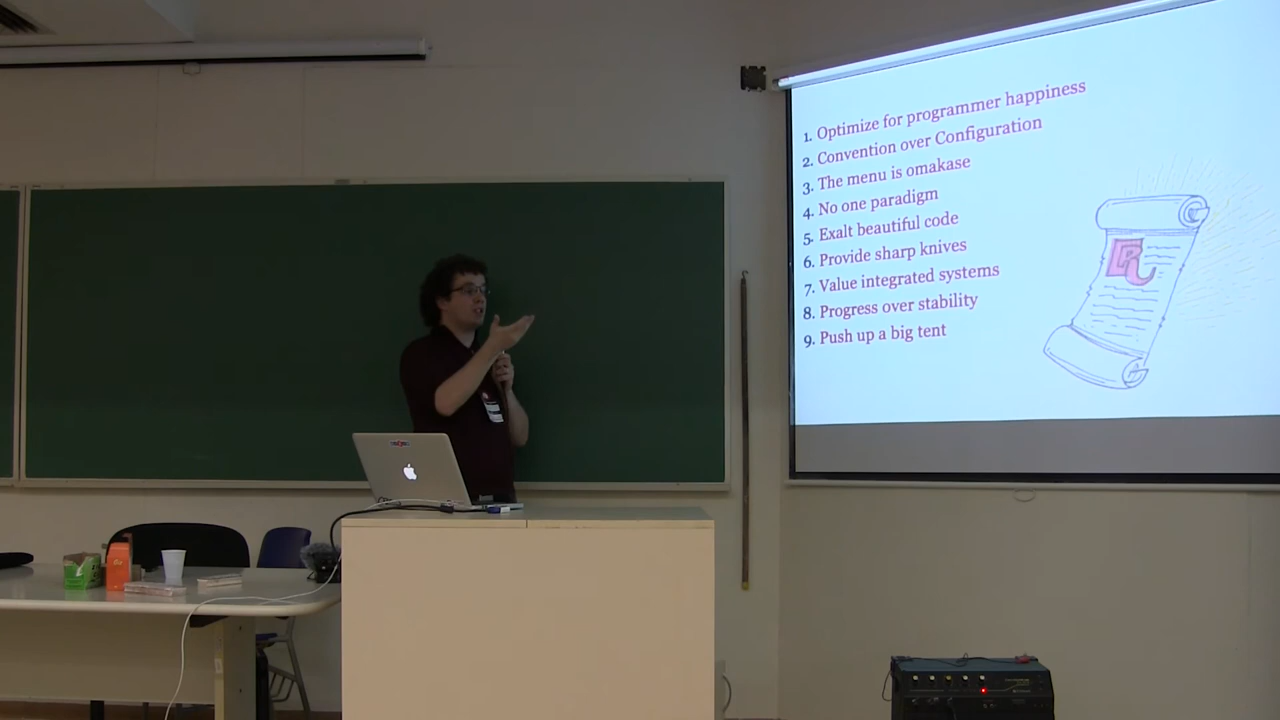 1. Optimize for programmer happiness
2. Convention over Configuration
3. The menu is omakase
4. No one paradigm
5. Exalt beautiful code
6. Provide sharp knives
7. Value integrated systems
8. Progress over stability
9. Push up a big tent